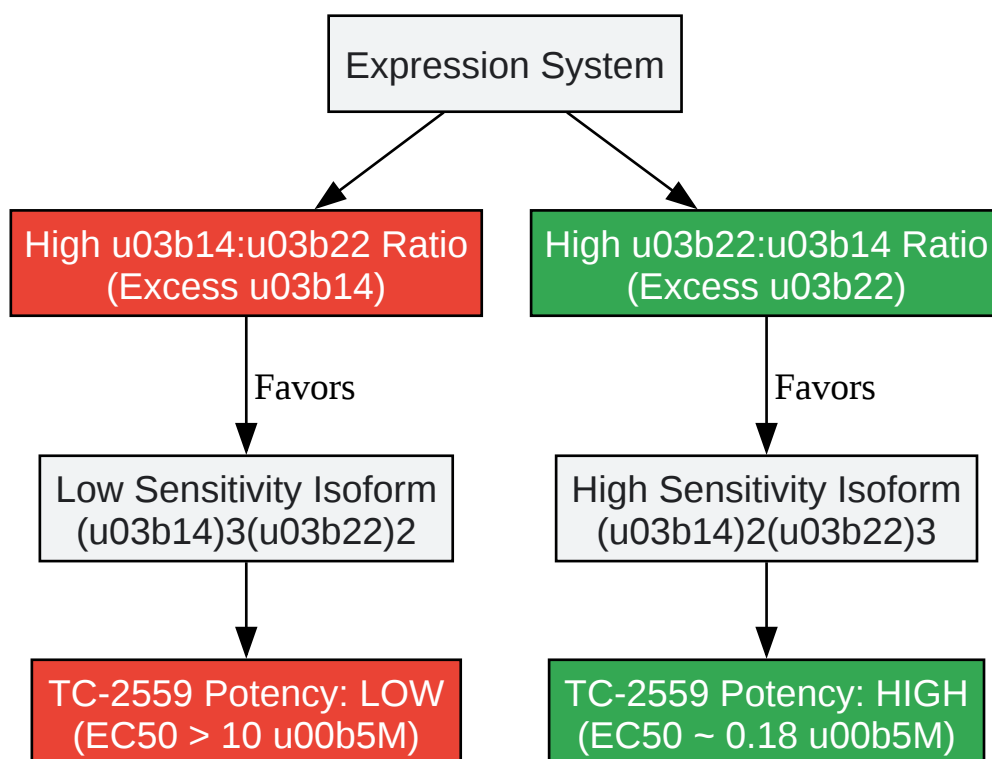 Expression System
High u03b14:u03b22 Ratio
(Excess u03b14)
High u03b22:u03b14 Ratio
(Excess u03b22)
Favors
Favors
Low Sensitivity Isoform
(u03b14)3(u03b22)2
High Sensitivity Isoform
(u03b14)2(u03b22)3
TC-2559 Potency: LOW
(EC50 > 10 u00b5M)
TC-2559 Potency: HIGH
(EC50 ~ 0.18 u00b5M)